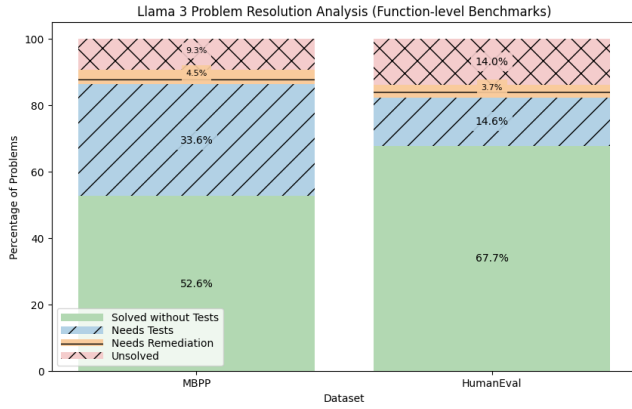 Llama 3 Problem Resolution Analysis (Function-level Benchmarks)
Percentage of Problems
100
80
60
40
20
0
9.3%
4.5%
33.6%
52.6%
14.0%
3.7%
14.6%
67.7%
Solved without Tests
Needs Tests
Needs Remediation
Unsolved
MBPP
HumanEval
Dataset